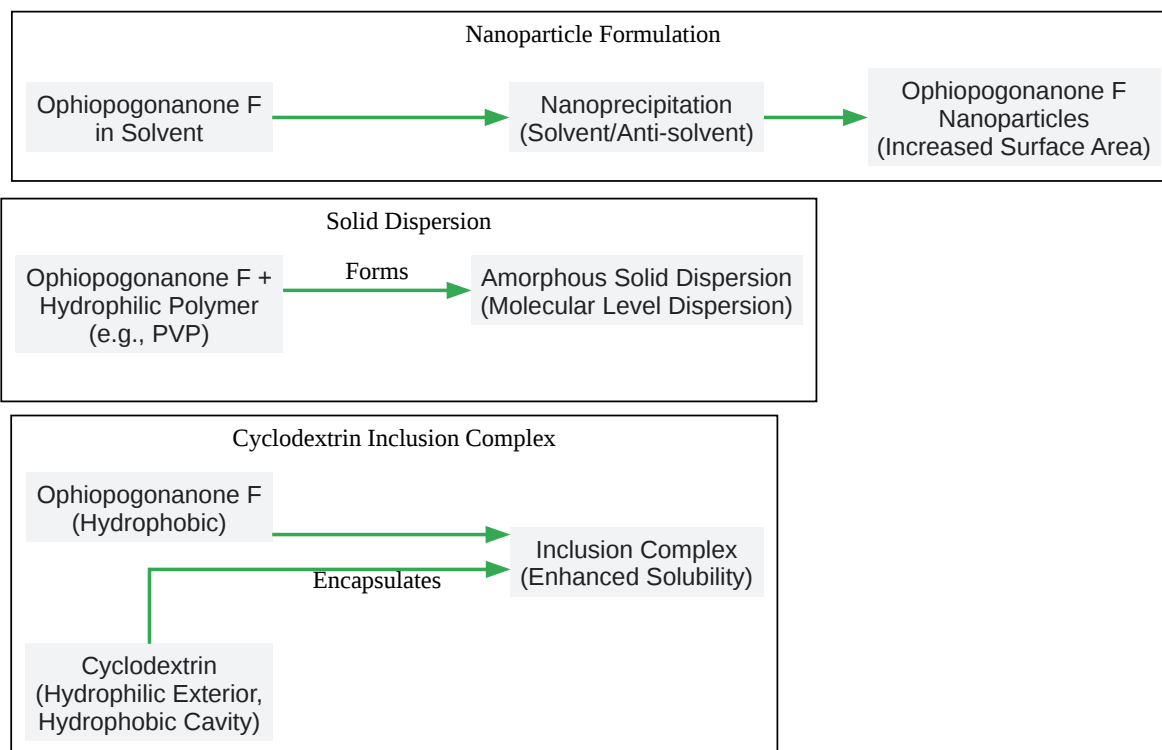 Nanoparticle Formulation
Ophiopogonanone F
in Solvent
Nanoprecipitation
(Solvent/Anti-solvent)
Ophiopogonanone F
Nanoparticles
(Increased Surface Area)
Solid Dispersion
Ophiopogonanone F +
Hydrophilic Polymer
(e.g., PVP)
Forms
Amorphous Solid Dispersion
(Molecular Level Dispersion)
Cyclodextrin Inclusion Complex
Ophiopogonanone F
(Hydrophobic)
Encapsulates
Inclusion Complex
(Enhanced Solubility)
Cyclodextrin
(Hydrophilic Exterior,
Hydrophobic Cavity)